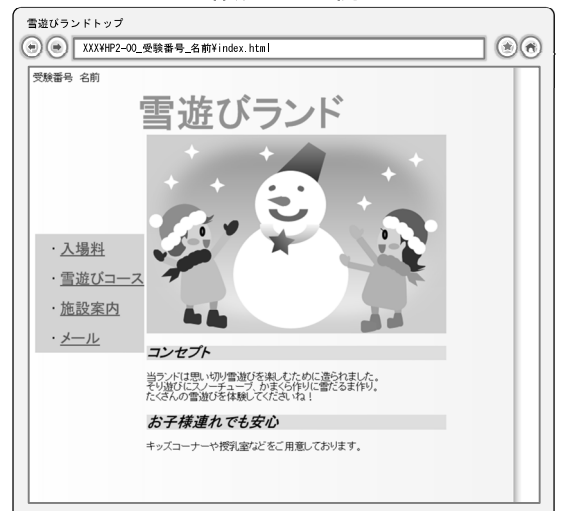 雪遊びランドトップ
XXX¥HP2-00_受験番号_名前¥index.html
受験番号 名前
雪遊びランド
・入場料
・雪遊びコース
・施設案内
・メール
コンセプト
当ランドは思い切り雪遊びを楽しむために造られました。
そり遊びにスノーチューブ、かまくら作りに雪だるま作り。
たくさんの雪遊びを体験してくださいね！
お子様連れでも安心
キッズコーナーや授乳室などをご用意しております。